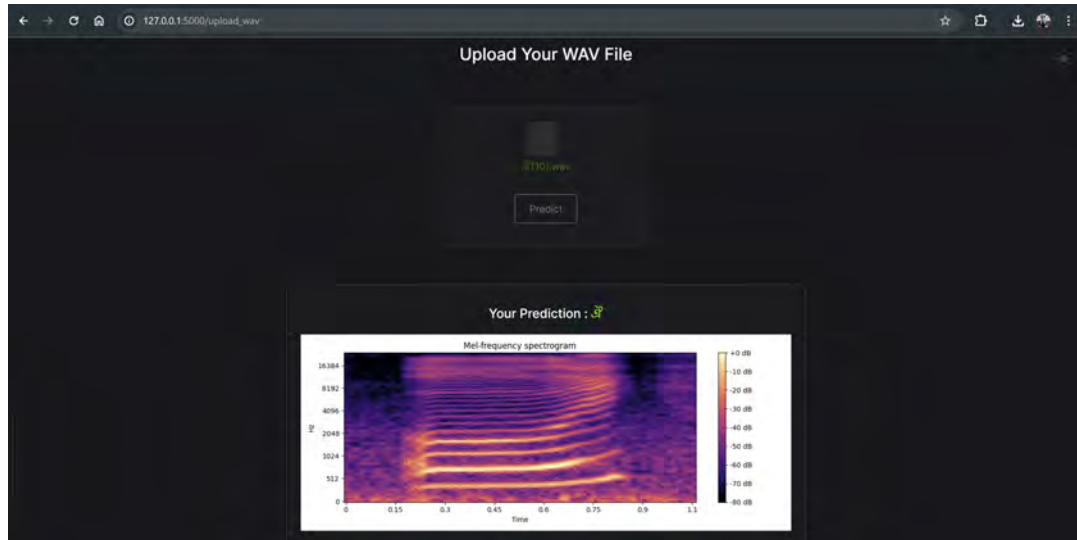 127.0.0.1:5000/upload_wav
Upload Your WAV File
Predict
Your Prediction :
Mel-frequency spectrogram
+0 dB
-10 dB
-20 dB
-30 dB
-40 dB
-50 dB
-60 dB
-70 dB
-80 dB
16384
8192
4096
2048
1024
512
0
Hz
0
0.15
0.3
0.45
0.6
0.75
0.9
1.1
Time